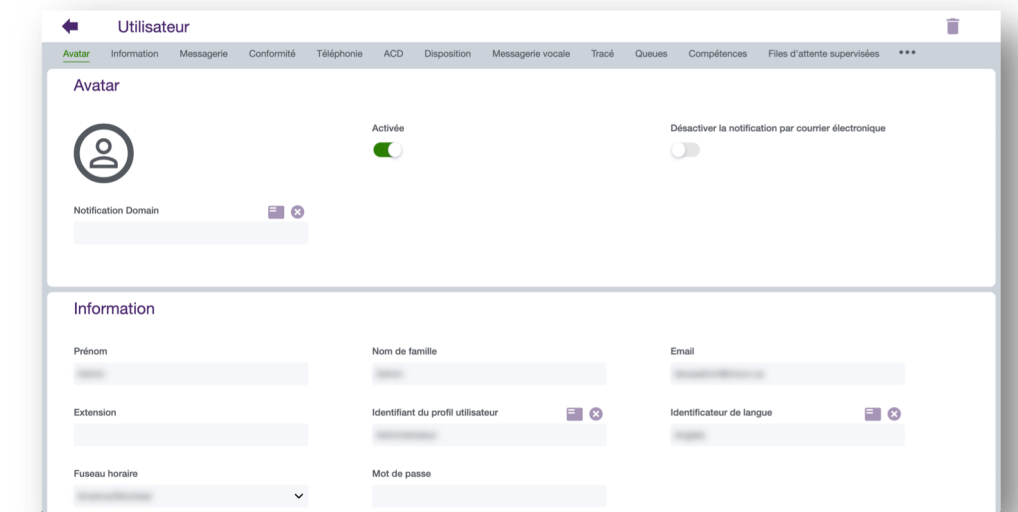 Utilisateur
Avatar Information Messagerie Conformité Téléphonie ACD Disposition Messagerie vocale Tracé Queues Compétences Files d'attente supervisées •••
Avatar
Activée Désactiver la notification par courrier électronique
Notification Domain
Information
Prénom Nom de famille Email
Extension Identifiant du profil utilisateur Identificateur de langue
Fuseau horaire Mot de passe